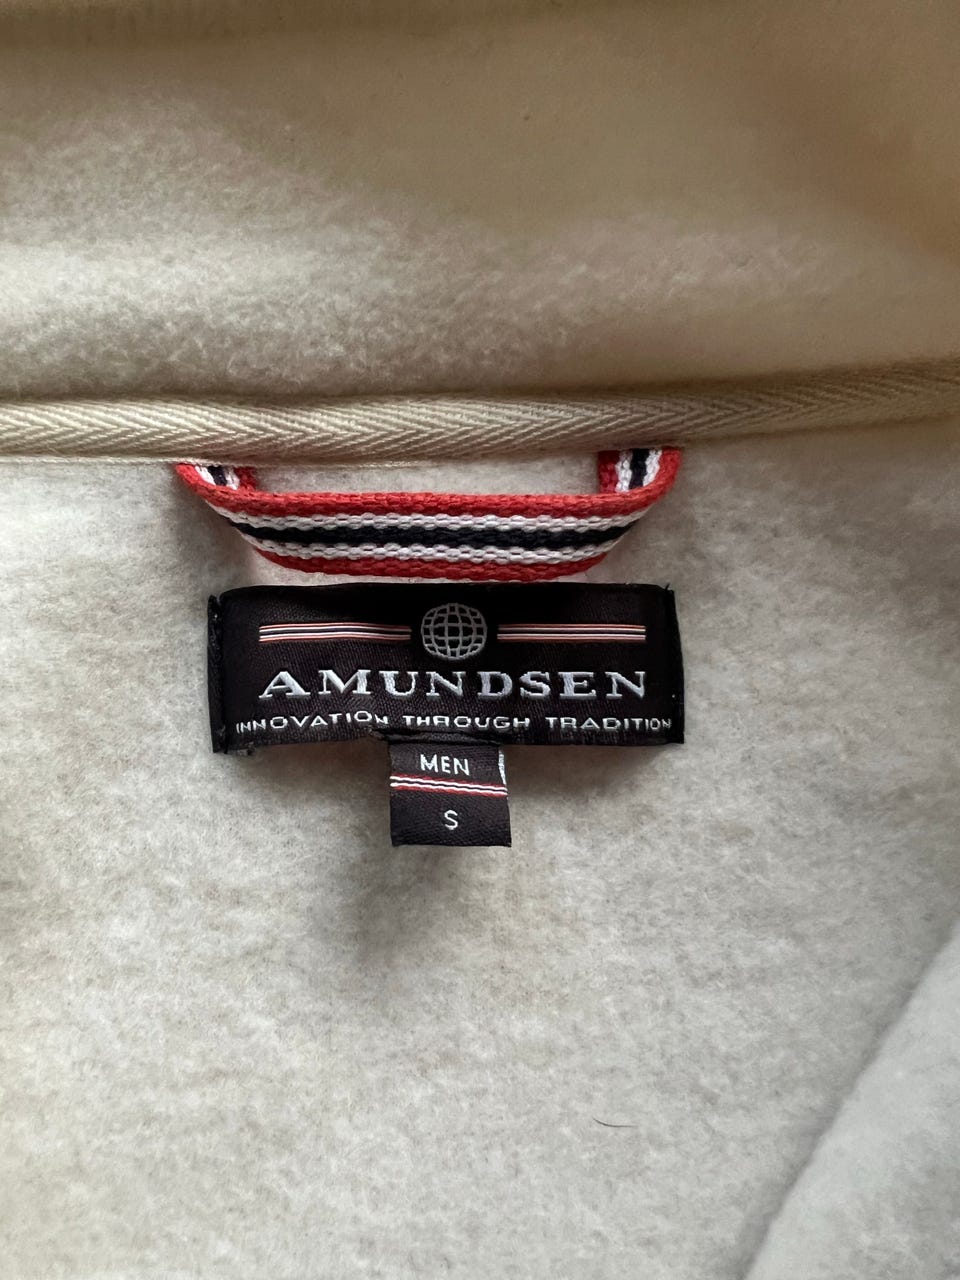 AMUNDSEN
INNOVATION THROUGH TRADITION
MEN
S